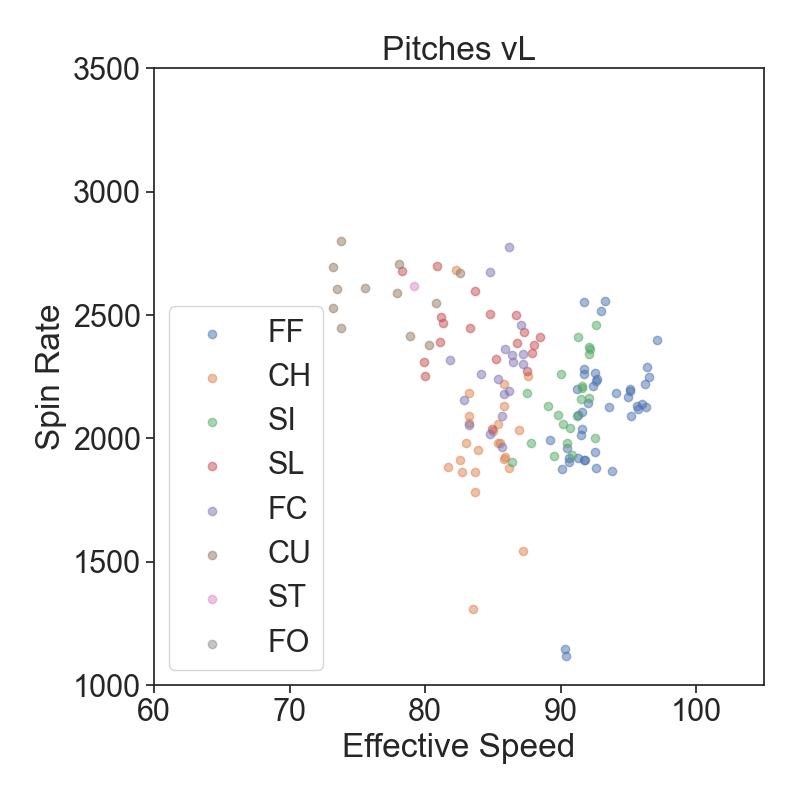 Pitches vL
3500
3000
2500
2000
1500
1000
Spin Rate
FF
CH
SI
SL
FC
CU
ST
FO
60
70
80
90
100
Effective Speed